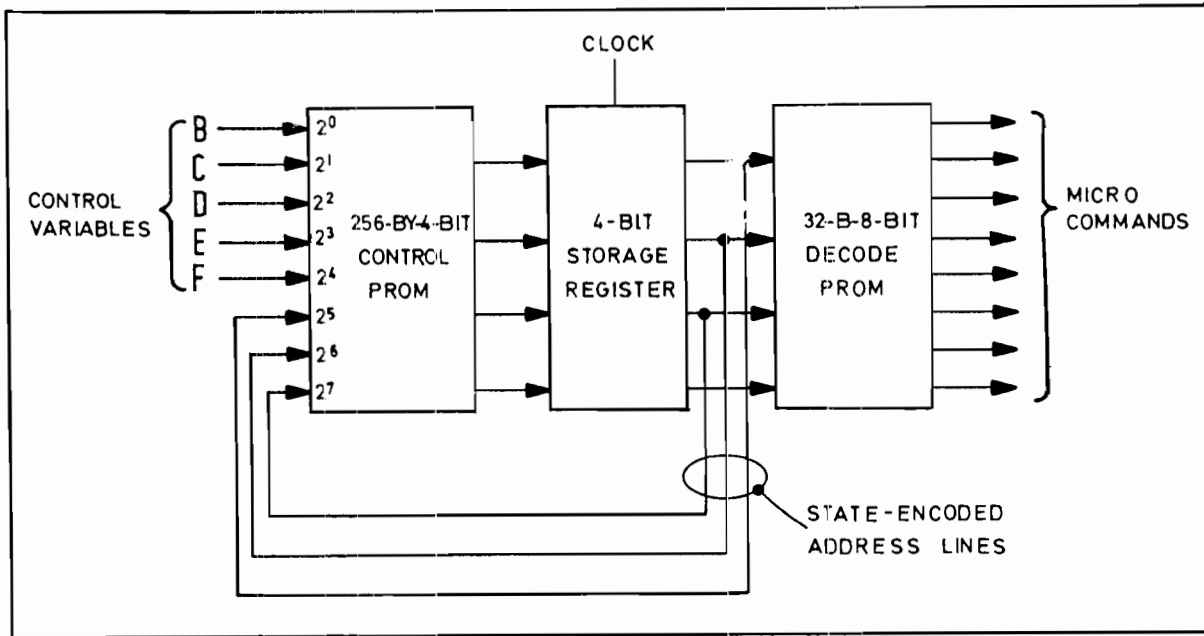 CLOCK
CONTROL
VARIABLES
B
C
D
E
F
2⁰
2¹
2²
2³
2⁴
2⁵
2⁶
2⁷
256-BY-4-BIT
CONTROL
PROM
4-BIT
STORAGE
REGISTER
32-B-8-BIT
DECODE
PROM
MICRO
COMMANDS
STATE-ENCODED
ADDRESS LINES